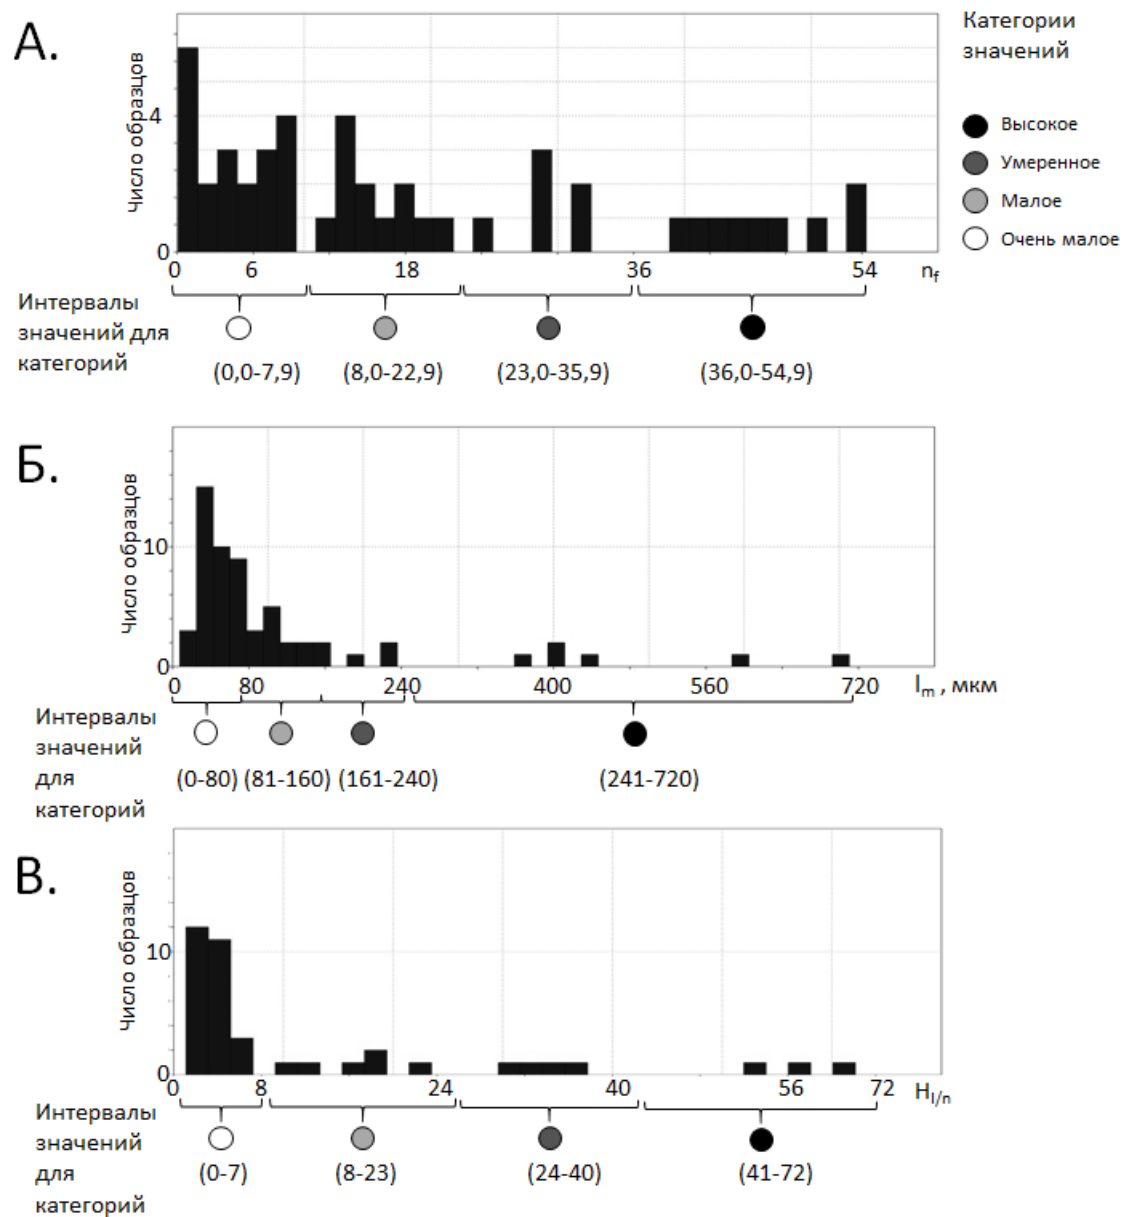 А.
Число образцов
4
0
0 6 18 36 54 n_f
Категории
значений
Высокое
Умеренное
Малое
Очень малое
Интервалы
значений для
категорий
(0,0-7,9) (8,0-22,9) (23,0-35,9) (36,0-54,9)
Б.
Число образцов
10
0
0 80 240 400 560 720 l_m , мкм
Интервалы
значений
для
категорий
(0-80) (81-160) (161-240) (241-720)
В.
Число образцов
10
0
0 8 24 40 56 72 H_l/n
Интервалы
значений
для
категорий
(0-7) (8-23) (24-40) (41-72)